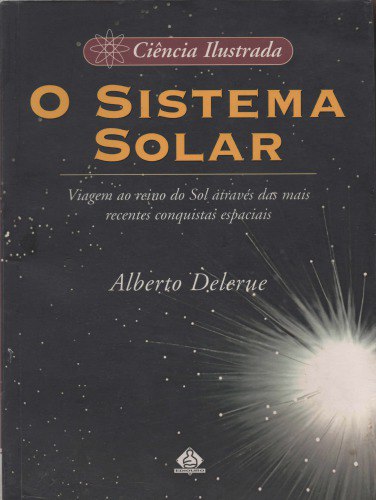 Ciência Ilustrada
O SISTEMA
SOLAR
Viagem ao reino do Sol através das mais
recentes conquistas espaciais
Alberto Delerue